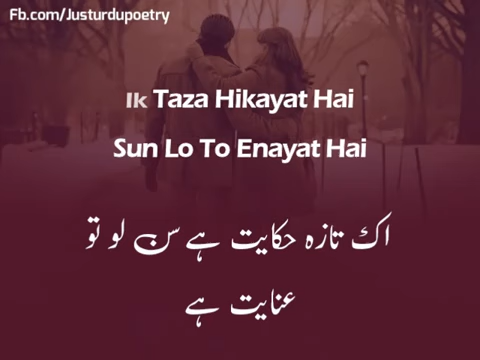 Fb.com/Justurdupoetry
Ik Taza Hikayat Hai
Sun Lo To Enayat Hai
اک تازہ حکایت ہے سن لو تو
عنایت ہے